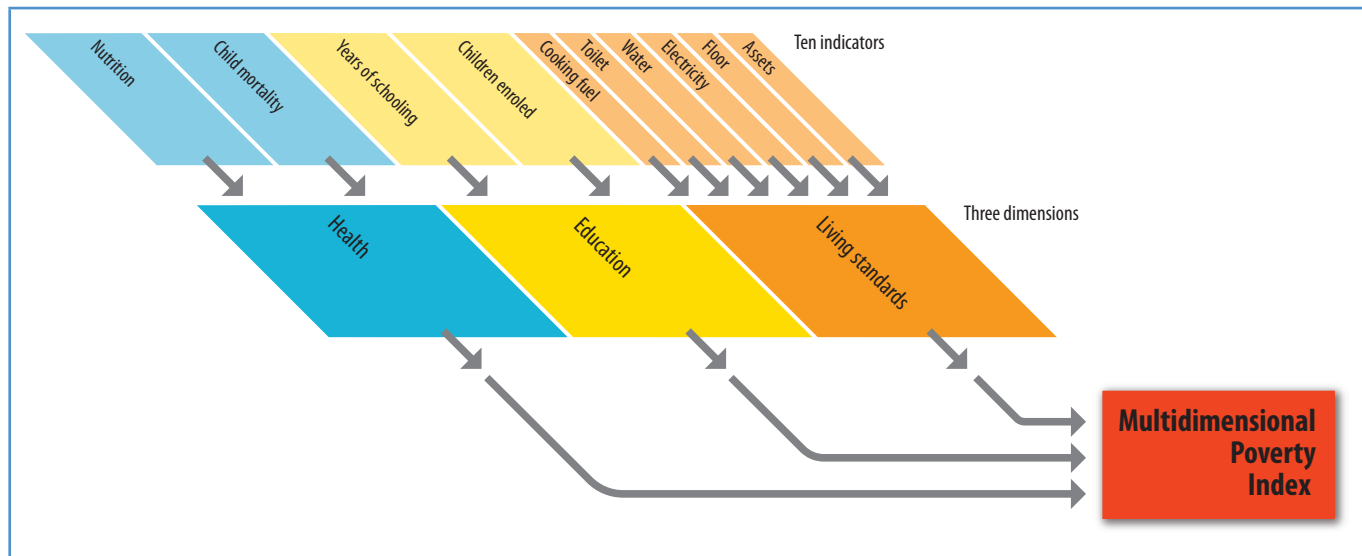 Nutrition
Child mortality
Years of schooling
Children enroled
Cooking fuel
Toilet
Water
Electricity
Floor
Assets
Ten indicators
Health
Education
Living standards
Three dimensions
Multidimensional
Poverty
Index